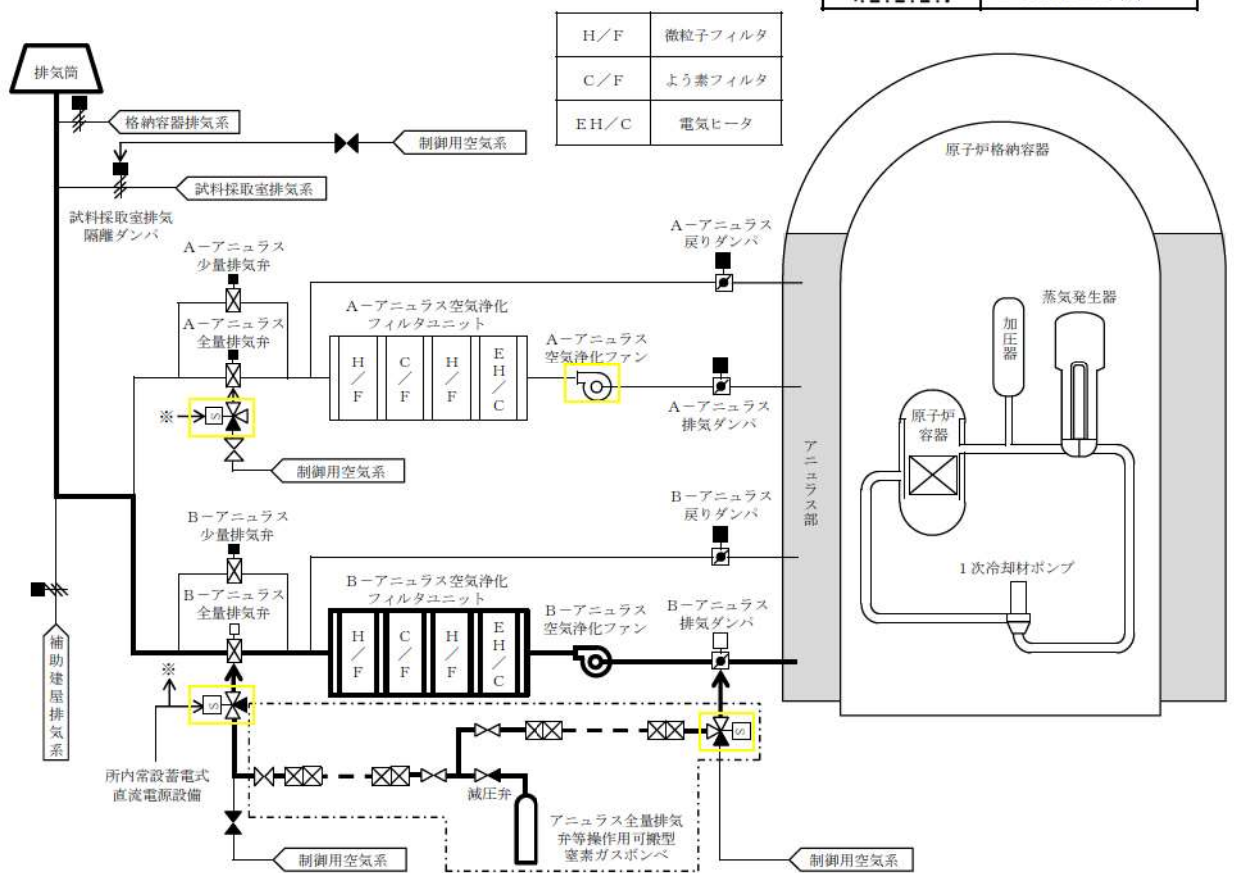 H/F 微粒子フィルタ
C/F よう素フィルタ
EH/C 電気ヒータ
排気筒
格納容器排気系
制御用空気系
試料採取室排気系
試料採取室排気
隔離ダンパ
原子炉格納容器
A－アニュラス
少量排気弁
A－アニュラス
戻りダンパ
A－アニュラス
全量排気弁
A－アニュラス空気浄化
フィルタユニット
H/F
C/F
H/F
EH/C
A－アニュラス
空気浄化ファン
A－アニュラス
排気ダンパ
※
S
制御用空気系
加圧器
蒸気発生器
原子炉
容器
アニュラス部
1次冷却材ポンプ
B－アニュラス
少量排気弁
B－アニュラス
戻りダンパ
B－アニュラス
全量排気弁
B－アニュラス空気浄化
フィルタユニット
H/F
C/F
H/F
EH/C
B－アニュラス
空気浄化ファン
B－アニュラス
排気ダンパ
補助建屋排気系
※
S
S
所内常設蓄電式
直流電源設備
減圧弁
アニュラス全量排気
弁等操作用可搬型
窒素ガスボンベ
制御用空気系
制御用空気系